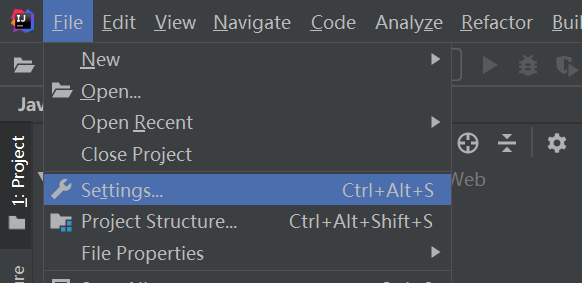 IJ File Edit View Navigate Code Analyze Refactor
New
Open...
Jav
Open Recent
Close Project
1: Project
Settings... Ctrl+Alt+S
Web
Project Structure... Ctrl+Alt+Shift+S
File Properties